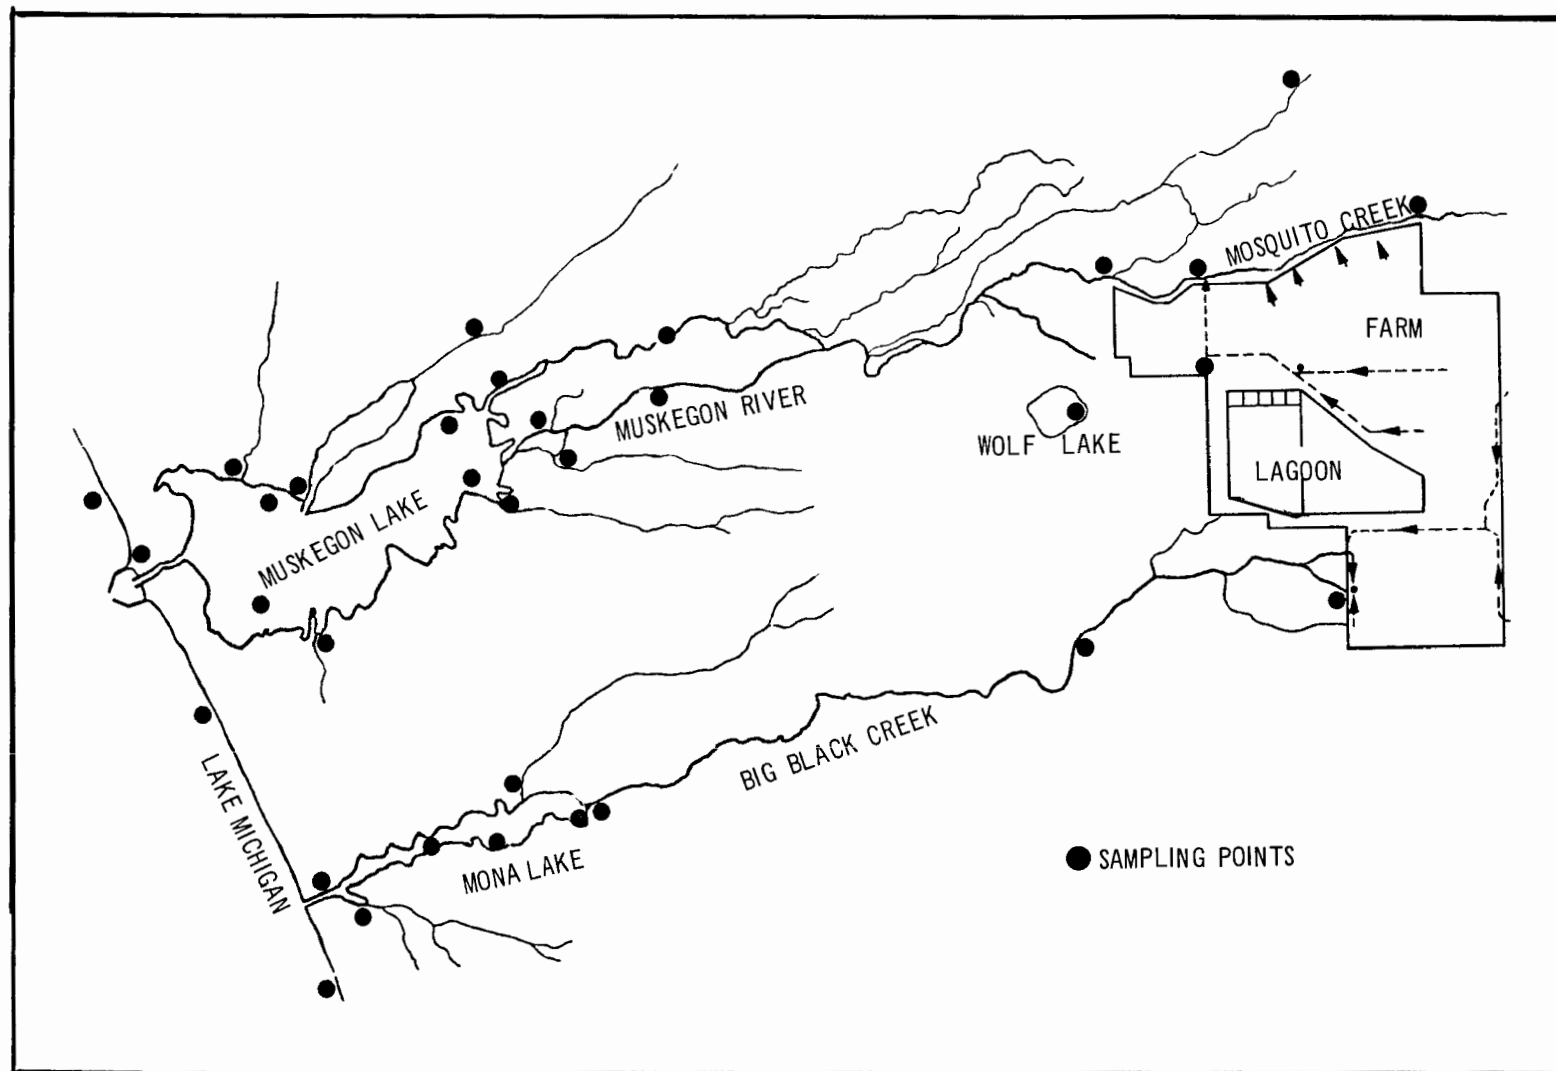 MOSQUITO CREEK
FARM
MUSKEGON RIVER
WOLF LAKE
LAGOON
MUSKEGON LAKE
BIG BLACK CREEK
LAKE MICHIGAN
MONA LAKE
SAMPLING POINTS